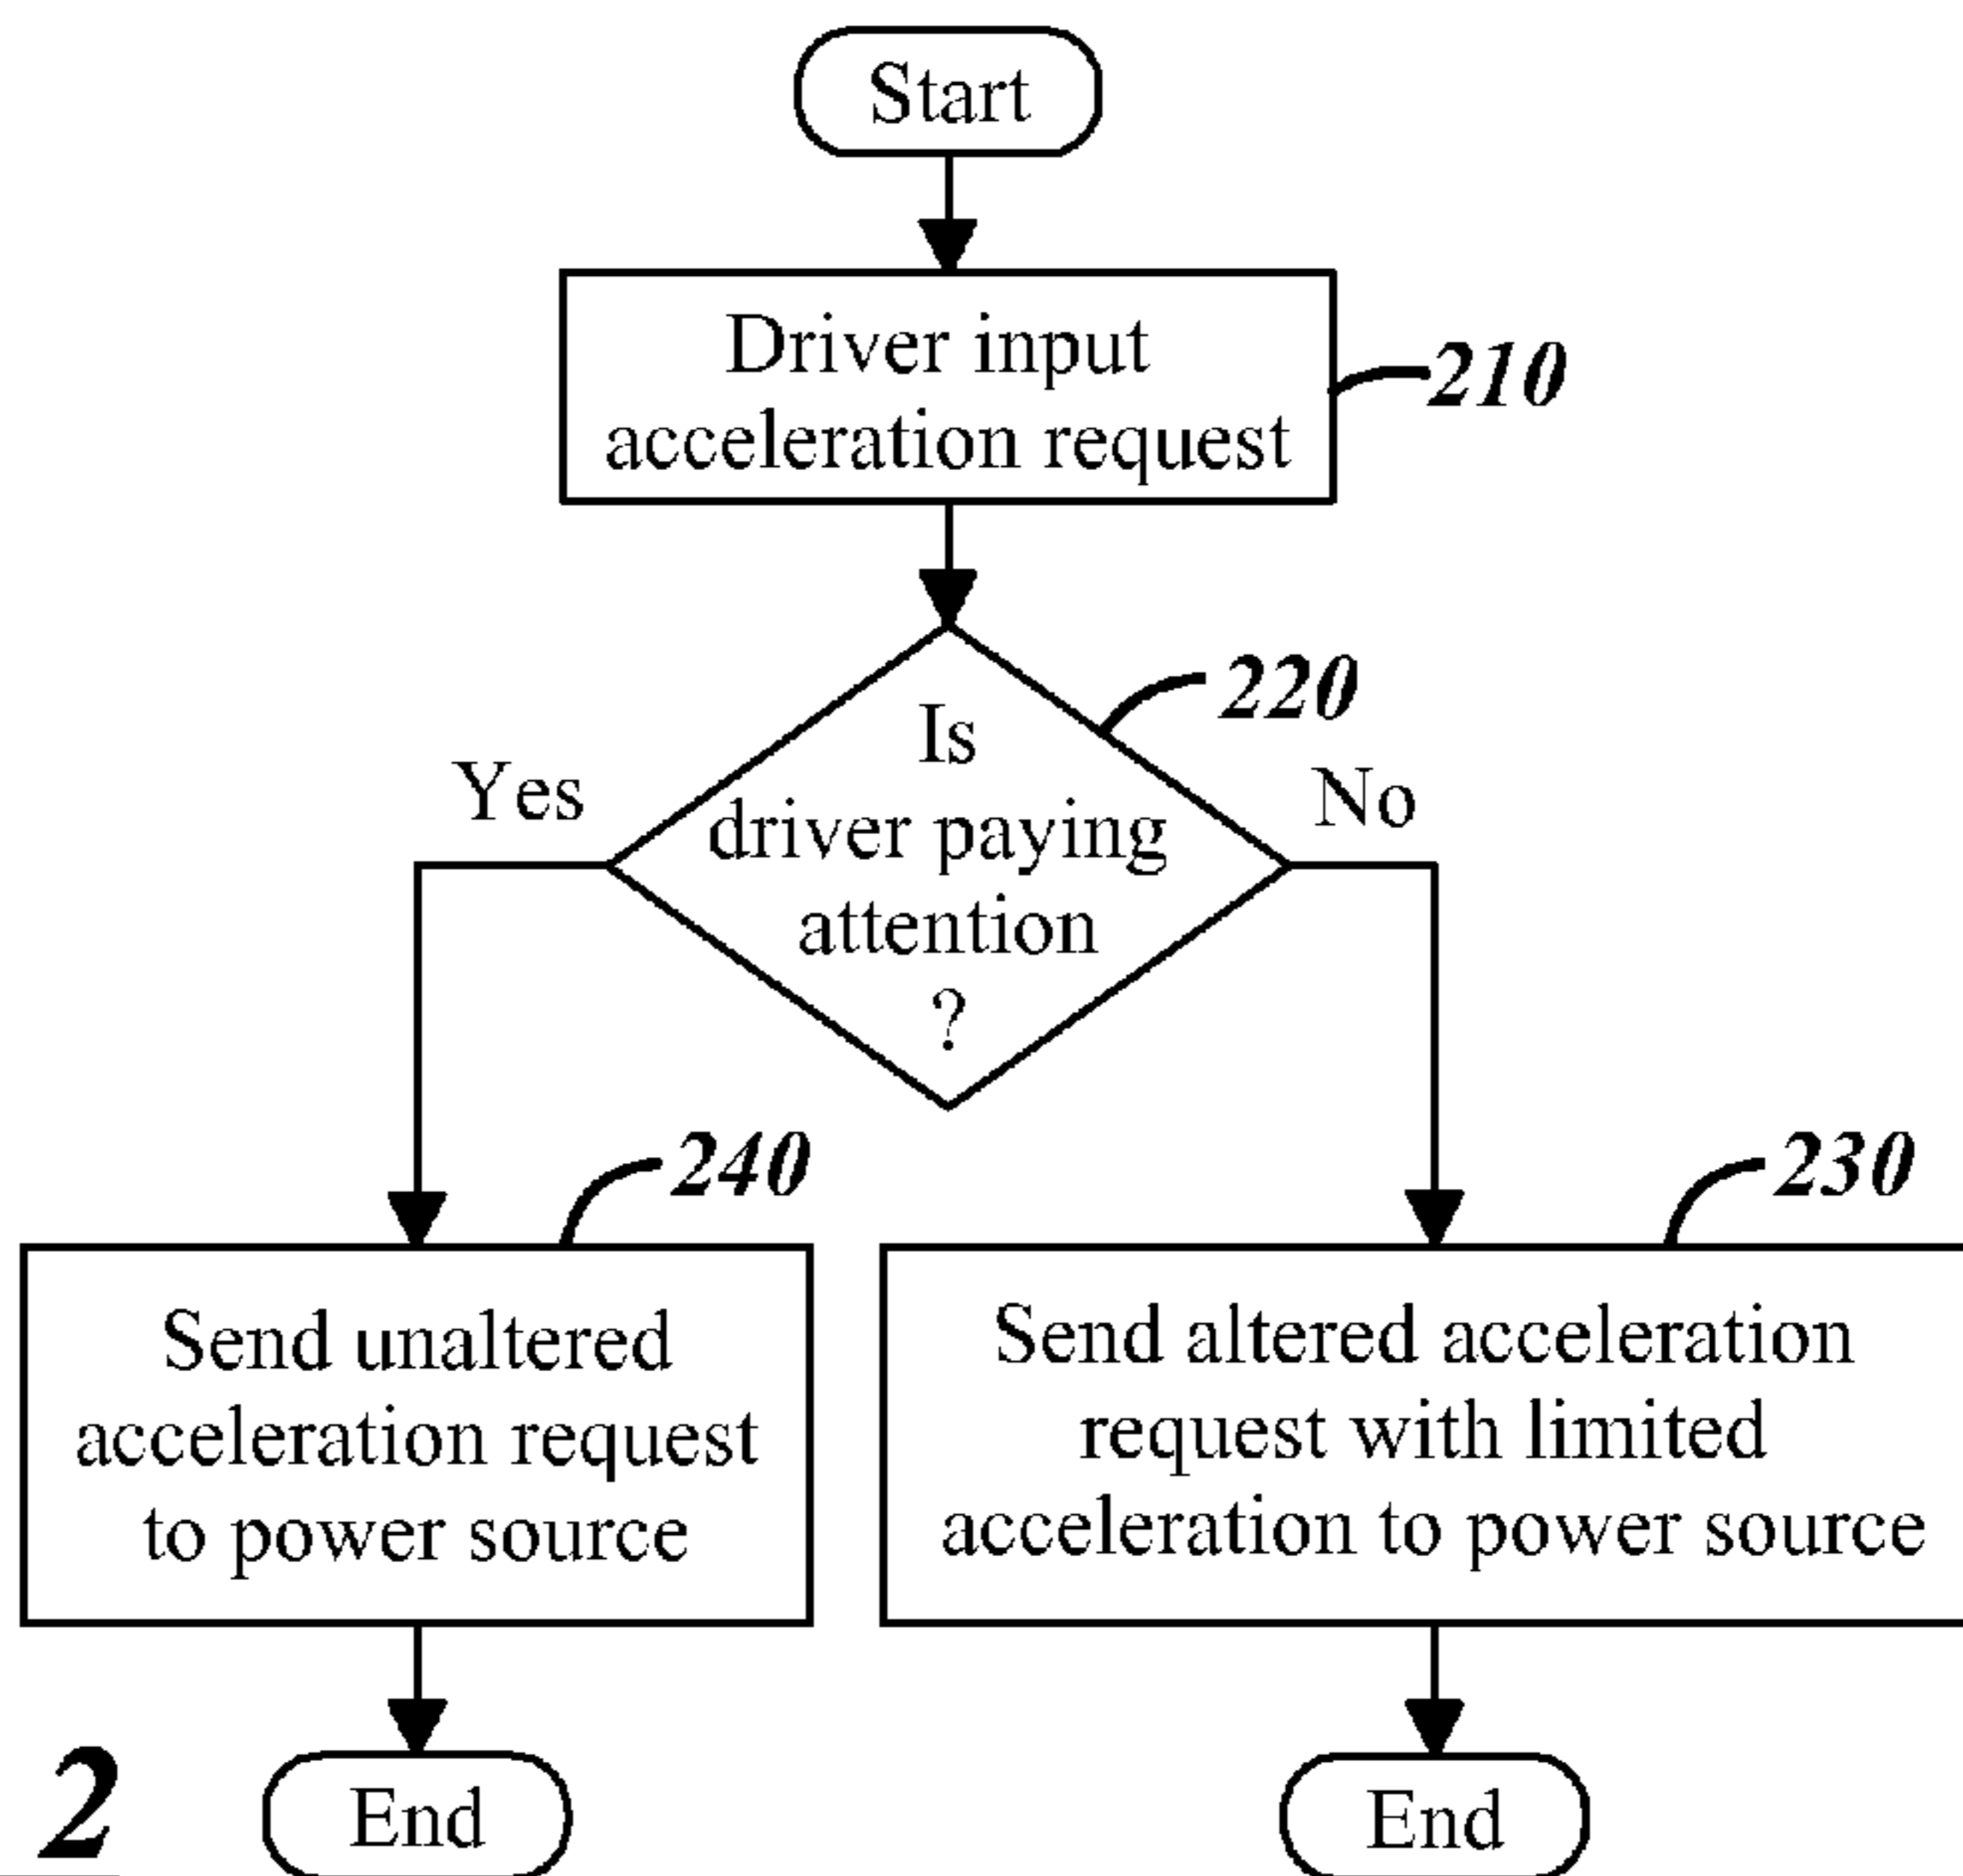 Start
Driver input
acceleration request
210
220
Is
driver paying
attention
?
Yes
No
240
230
Send unaltered
acceleration request
to power source
Send altered acceleration
request with limited
acceleration to power source
2
End
End